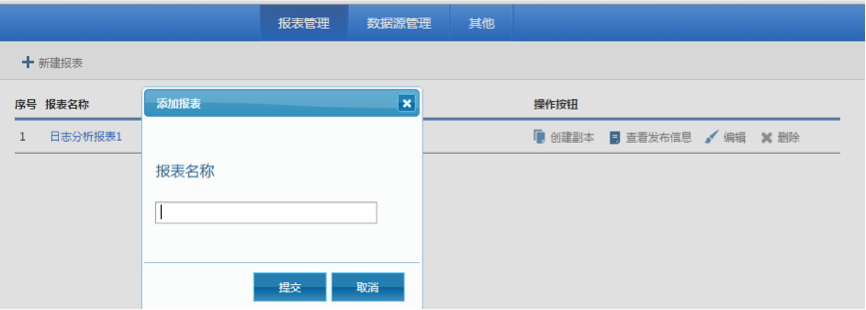 报表管理 数据源管理 其他
新建报表
序号 报表名称 操作按钮
1 日志分析报表1 创建副本 查看发布信息 编辑 删除
添加报表
报表名称
提交 取消